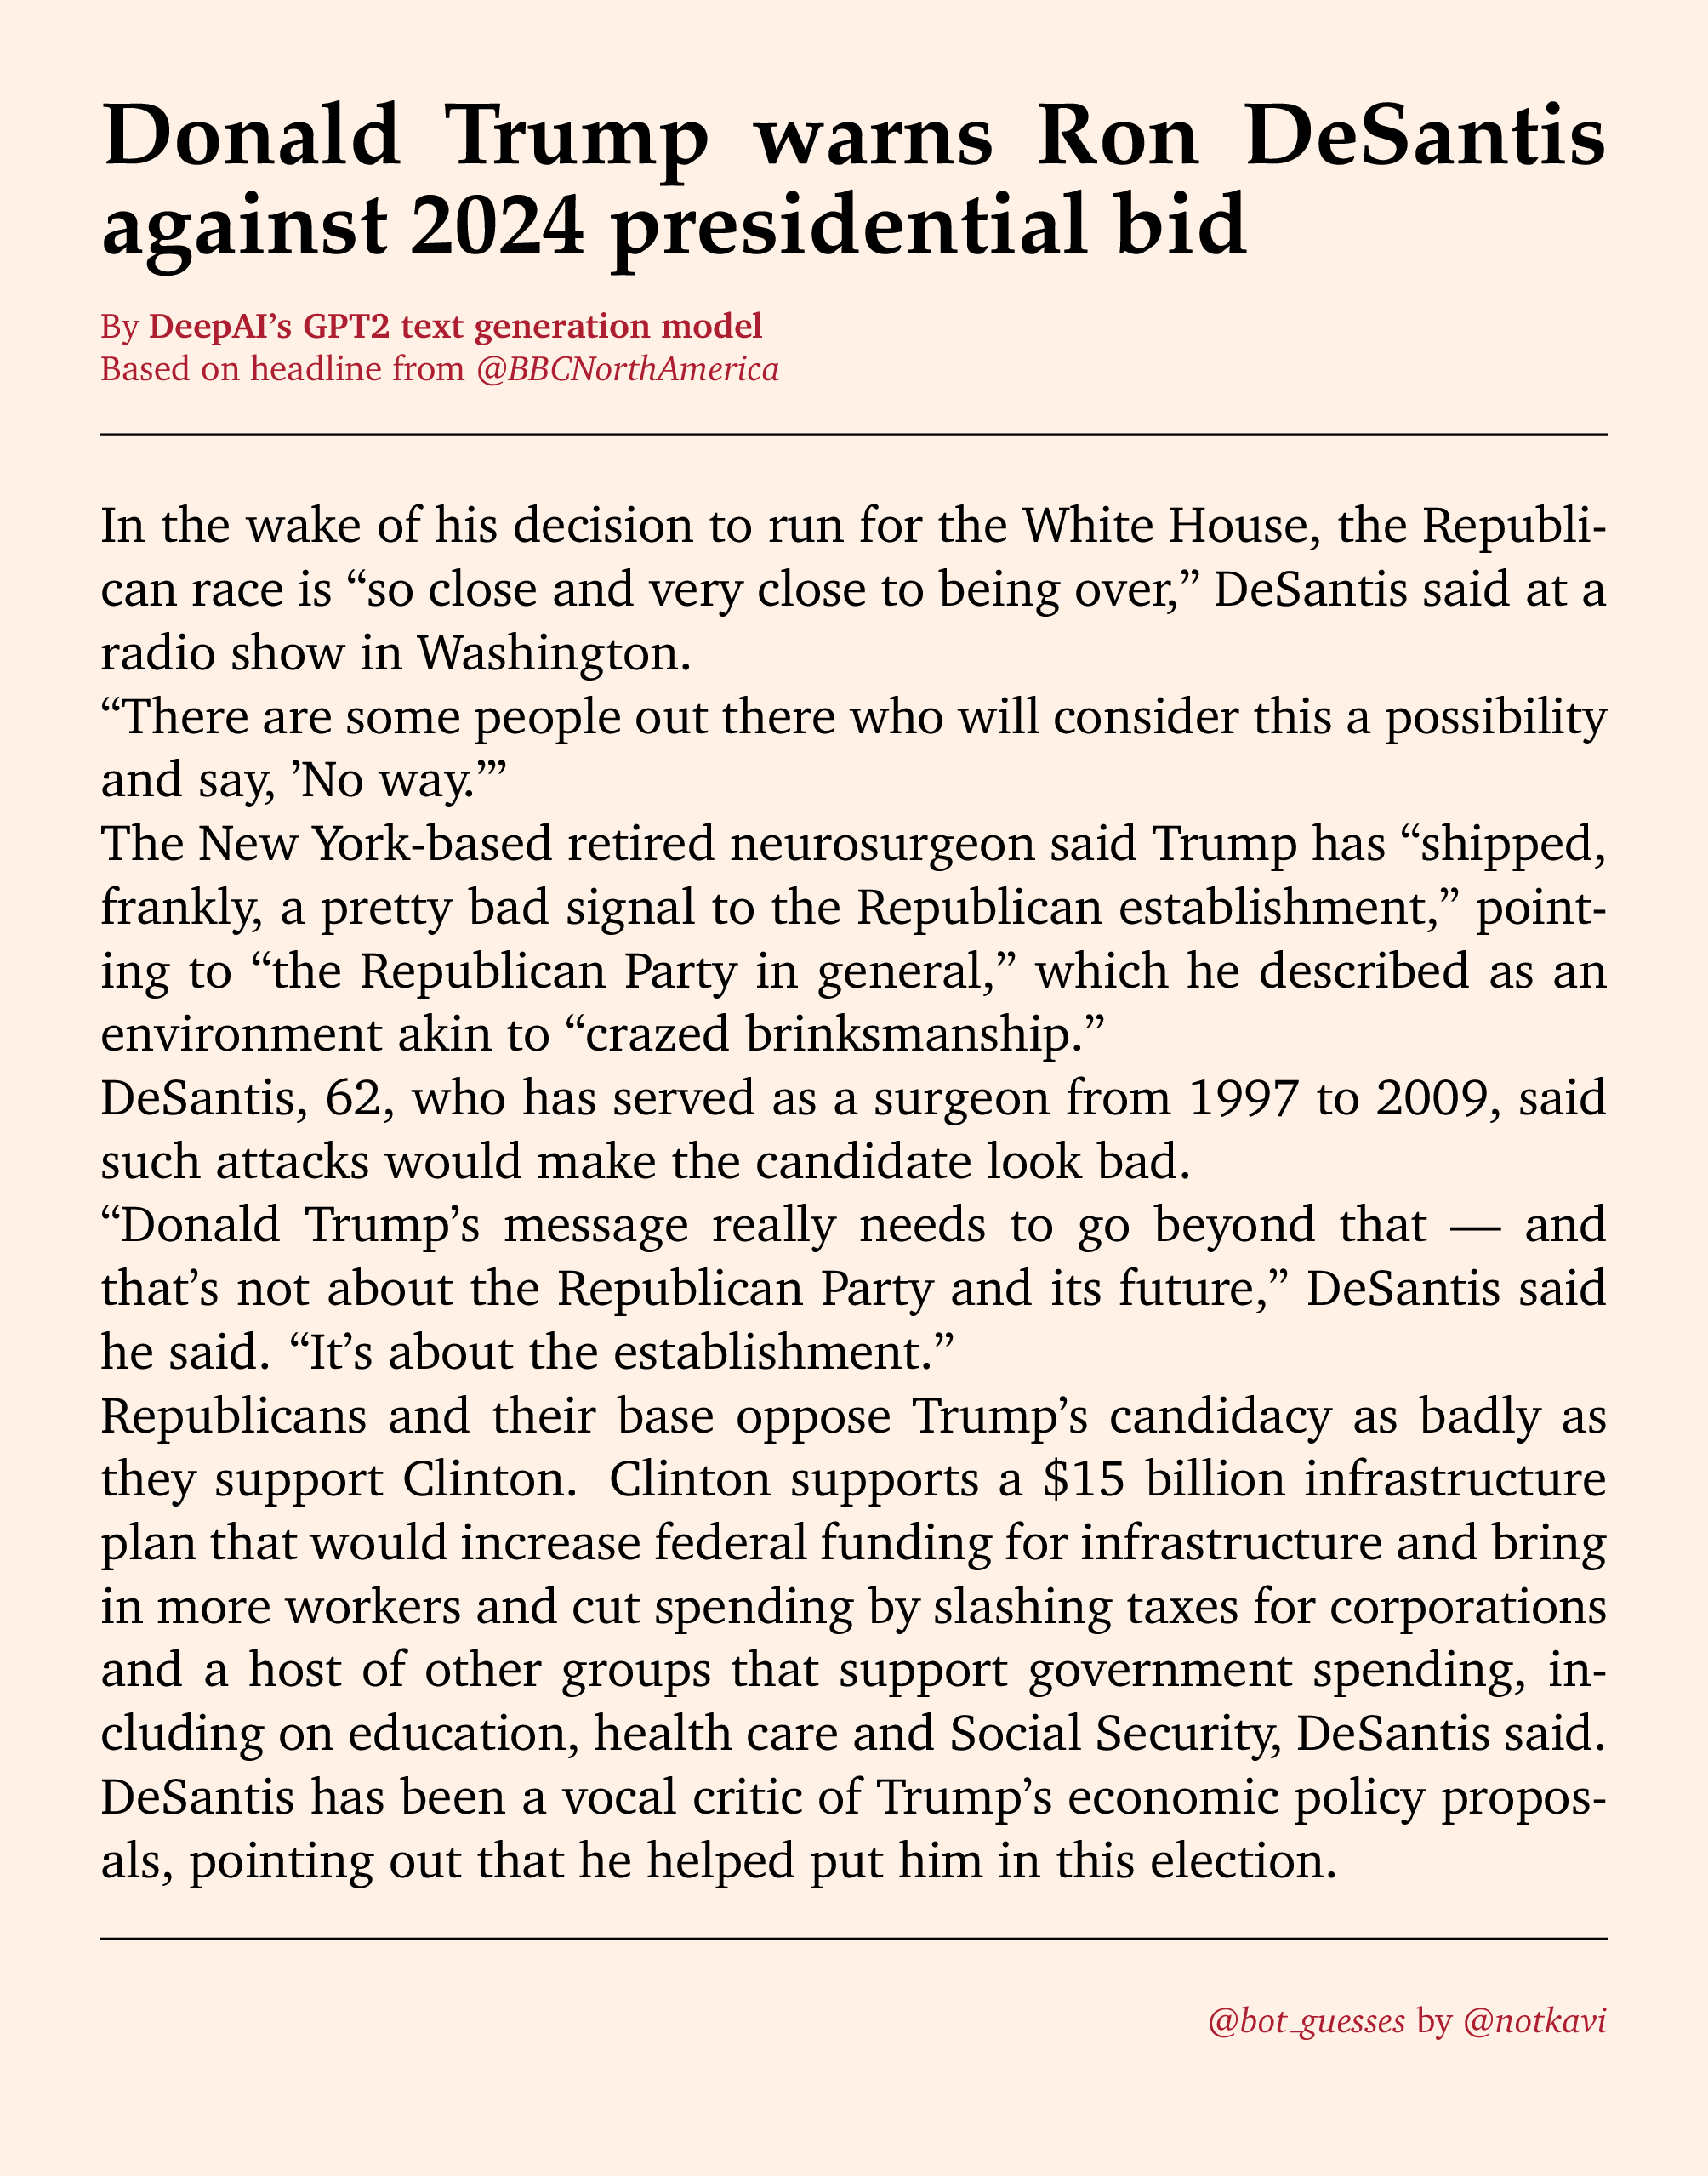 Donald Trump warns Ron DeSantis
against 2024 presidential bid
By DeepAI’s GPT2 text generation model
Based on headline from @BBCNorthAmerica
In the wake of his decision to run for the White House, the Republi-
can race is “so close and very close to being over,” DeSantis said at a
radio show in Washington.
“There are some people out there who will consider this a possibility
and say, ’No way.’”
The New York-based retired neurosurgeon said Trump has “shipped,
frankly, a pretty bad signal to the Republican establishment,” point-
ing to “the Republican Party in general,” which he described as an
environment akin to “crazed brinksmanship.”
DeSantis, 62, who has served as a surgeon from 1997 to 2009, said
such attacks would make the candidate look bad.
“Donald Trump’s message really needs to go beyond that — and
that’s not about the Republican Party and its future,” DeSantis said
he said. “It’s about the establishment.”
Republicans and their base oppose Trump’s candidacy as badly as
they support Clinton. Clinton supports a $15 billion infrastructure
plan that would increase federal funding for infrastructure and bring
in more workers and cut spending by slashing taxes for corporations
and a host of other groups that support government spending, in-
cluding on education, health care and Social Security, DeSantis said.
DeSantis has been a vocal critic of Trump’s economic policy propos-
als, pointing out that he helped put him in this election.
@bot_guesses by @notkavi